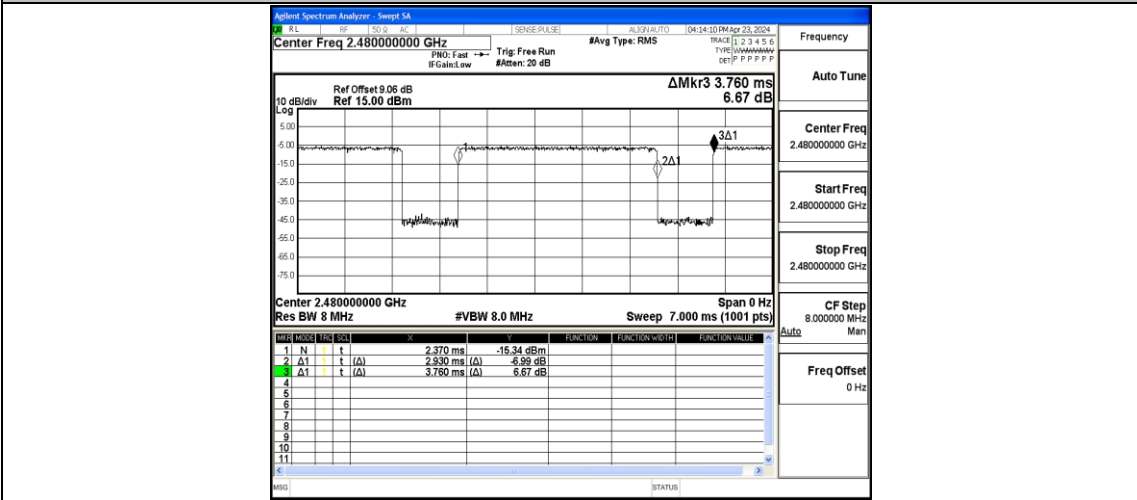 Agilent Spectrum Analyzer - Swept SA
RL RF 50 Ω AC SENSE:PULSE ALIGN AUTO 04:14:10 PM Apr 23, 2024
Center Freq 2.480000000 GHz #Avg Type: RMS TRACE 1 2 3 4 5 6
PNO: Fast Trig: Free Run TYPE WWWWWW
IFGain:Low #Atten: 20 dB DET P P P P P P
Frequency
Auto Tune
ΔMkr3 3.760 ms
6.67 dB
Ref Offset 9.06 dB
10 dB/div Ref 15.00 dBm
Log
5.00
-5.00
-15.0
-25.0
-35.0
-45.0
-55.0
-65.0
-75.0
1
2Δ1
3Δ1
Center Freq
2.480000000 GHz
Start Freq
2.480000000 GHz
Stop Freq
2.480000000 GHz
Center 2.480000000 GHz Span 0 Hz
Res BW 8 MHz #VBW 8.0 MHz Sweep 7.000 ms (1001 pts)
CF Step
8.000000 MHz
Auto Man
Freq Offset
0 Hz
MKR MODE TRC SCL X Y FUNCTION FUNCTION WIDTH FUNCTION VALUE
1 N 1 t 2.370 ms -15.34 dBm
2 Δ1 1 t (Δ) 2.930 ms (Δ) -6.99 dB
3 Δ1 1 t (Δ) 3.760 ms (Δ) 6.67 dB
4
5
6
7
8
9
10
11
MSG STATUS